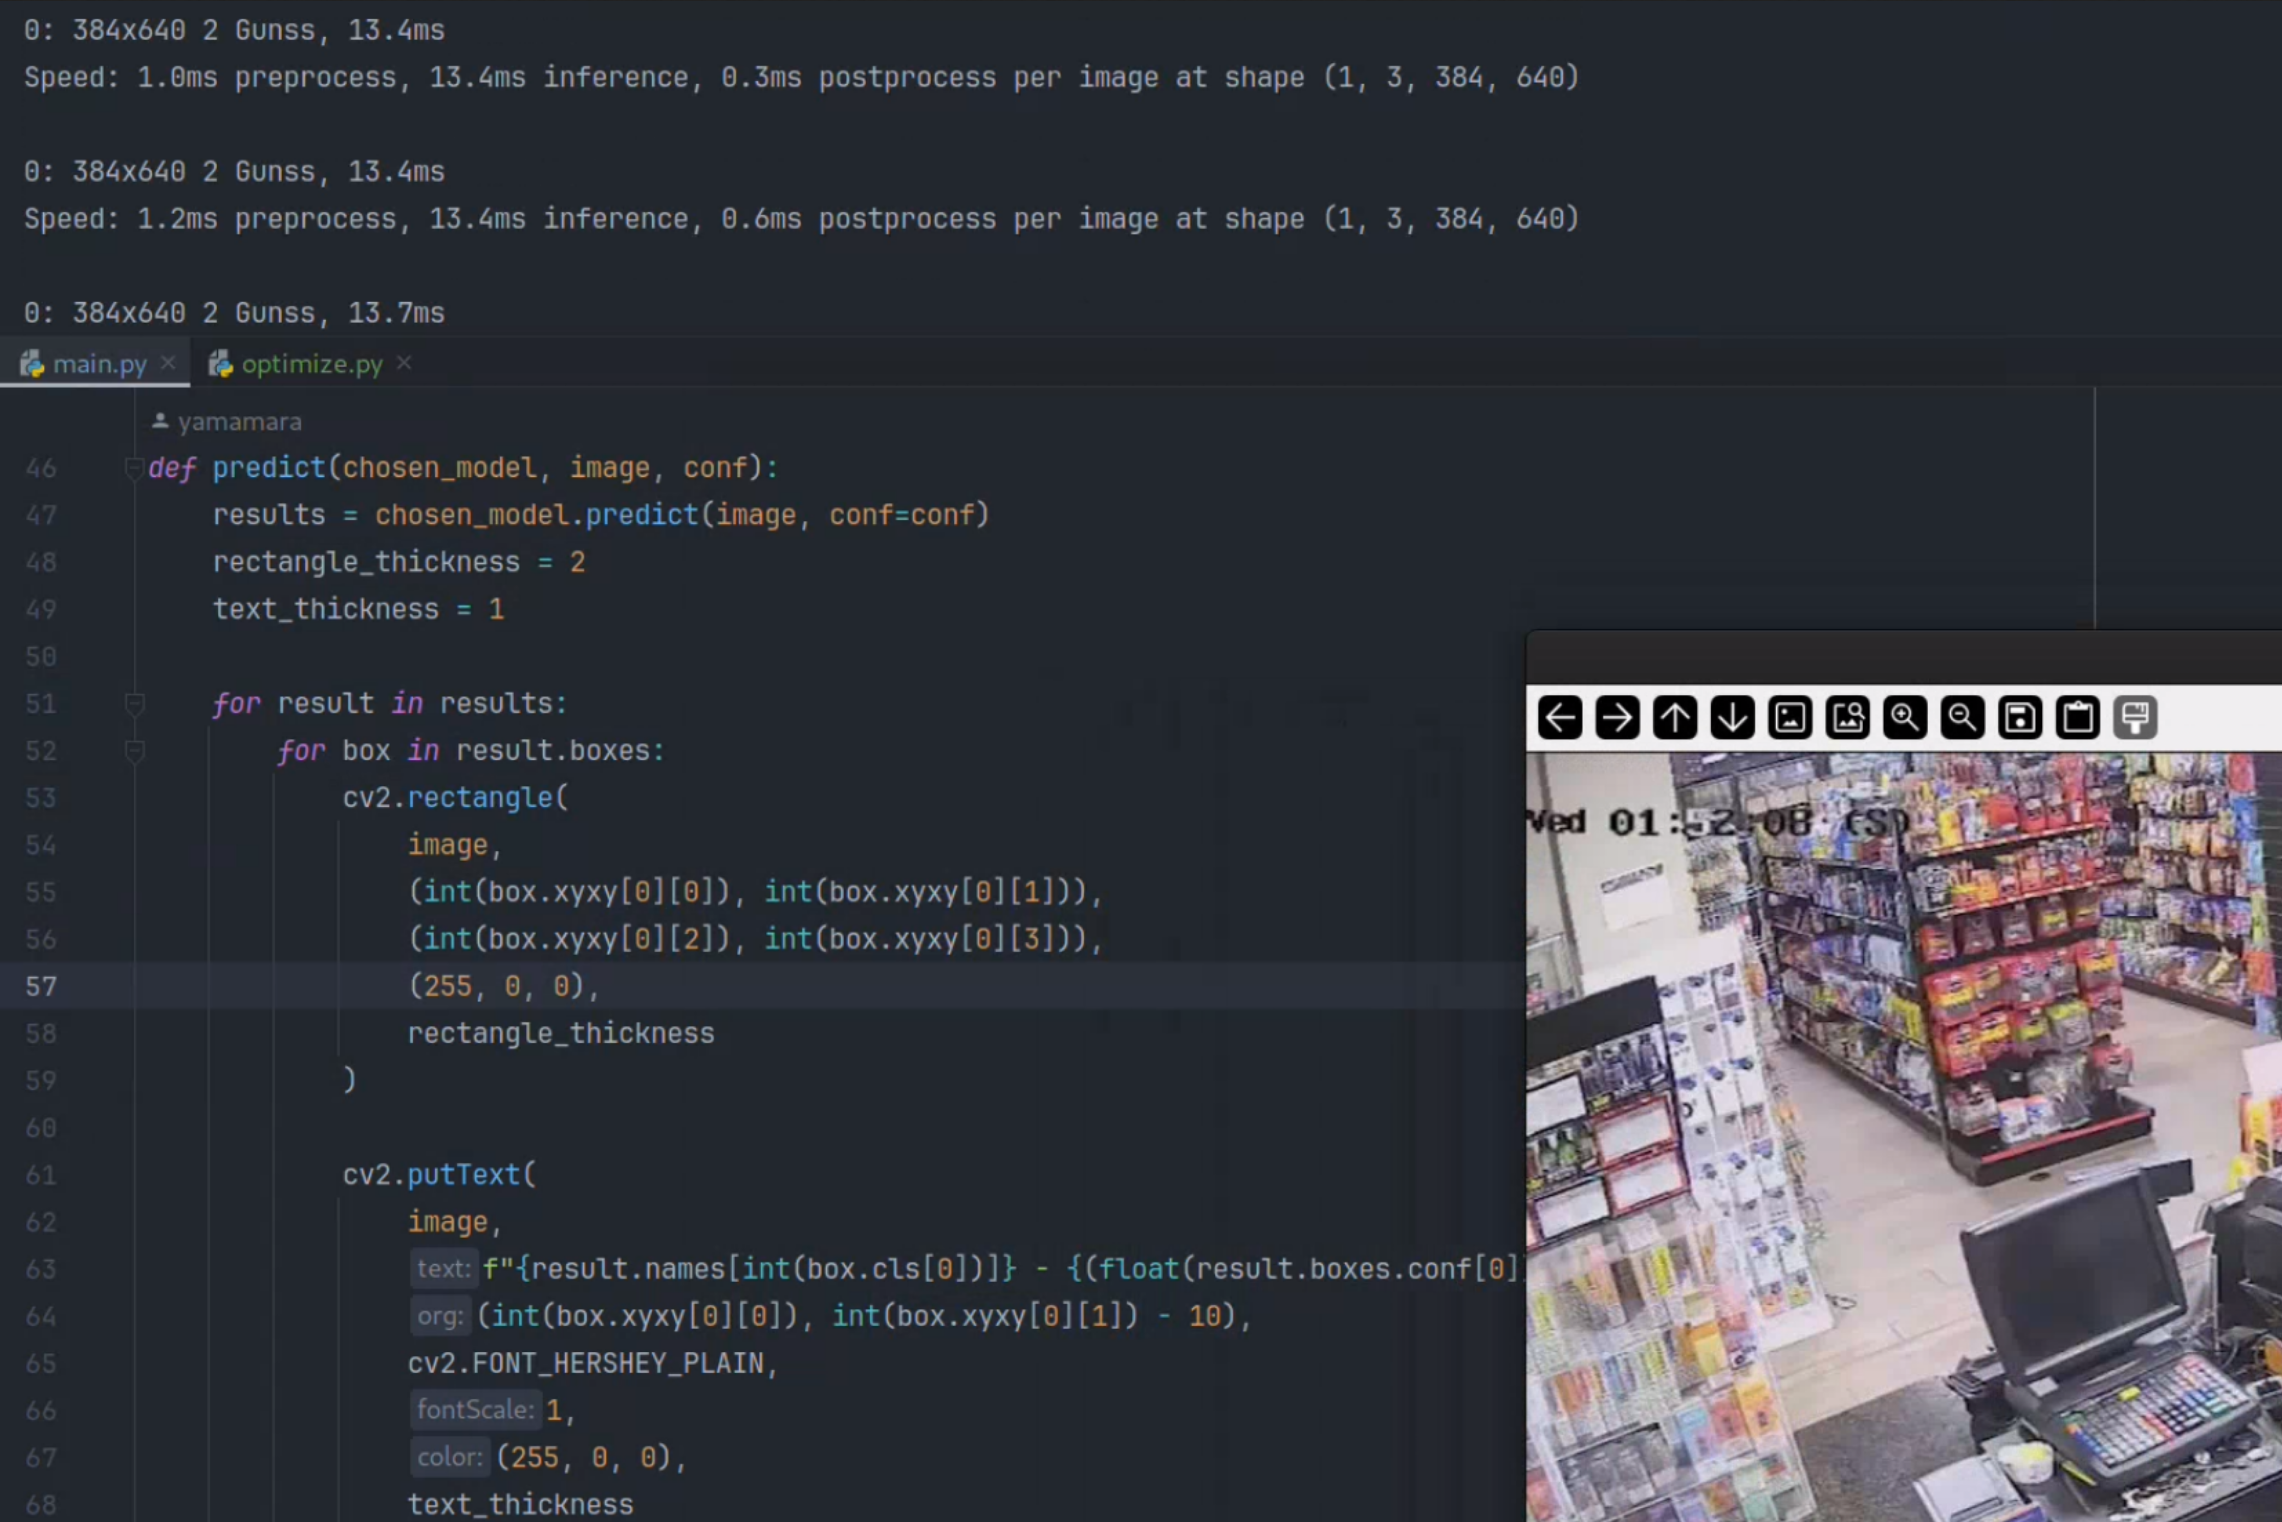 0: 384x640 2 Gunss, 13.4ms
Speed: 1.0ms preprocess, 13.4ms inference, 0.3ms postprocess per image at shape (1, 3, 384, 640)
0: 384x640 2 Gunss, 13.4ms
Speed: 1.2ms preprocess, 13.4ms inference, 0.6ms postprocess per image at shape (1, 3, 384, 640)
0: 384x640 2 Gunss, 13.7ms
main.py × optimize.py ×
yamamara
46 def predict(chosen_model, image, conf):
47 results = chosen_model.predict(image, conf=conf)
48 rectangle_thickness = 2
49 text_thickness = 1
50
51 for result in results:
52 for box in result.boxes:
53 cv2.rectangle(
54 image,
55 (int(box.xyxy[0][0]), int(box.xyxy[0][1])),
56 (int(box.xyxy[0][2]), int(box.xyxy[0][3])),
57 (255, 0, 0),
58 rectangle_thickness
59 )
60
61 cv2.putText(
62 image,
63 text: f"{result.names[int(box.cls[0])]} - {(float(result.boxes.conf[0]
64 org: (int(box.xyxy[0][0]), int(box.xyxy[0][1]) - 10),
65 cv2.FONT_HERSHEY_PLAIN,
66 fontScale: 1,
67 color: (255, 0, 0),
68 text_thickness
Wed 01:52:08